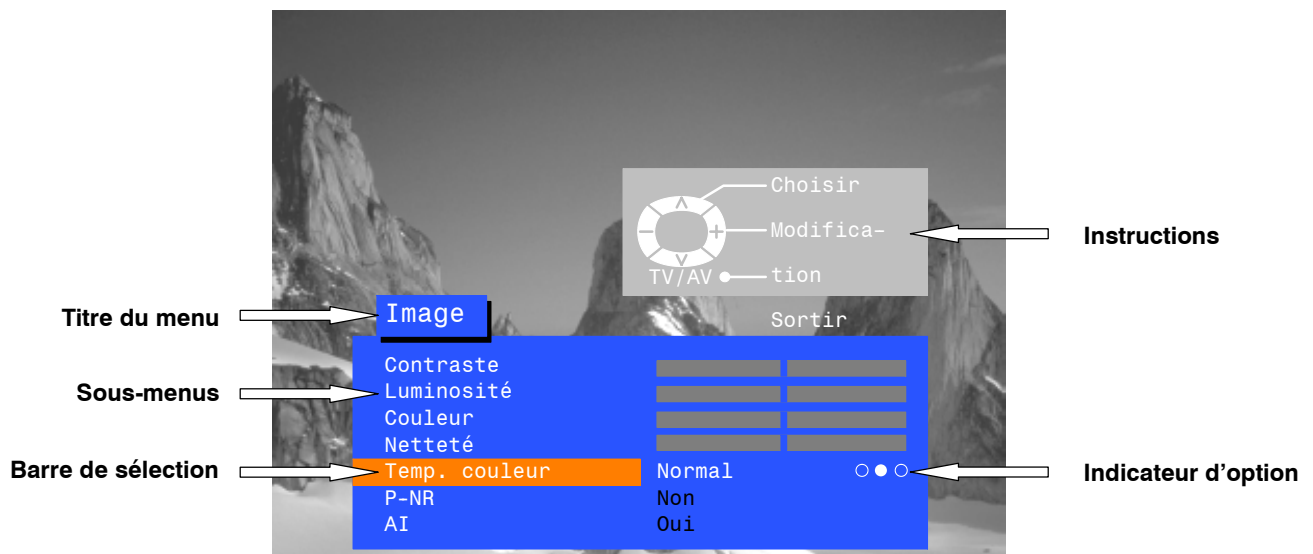 Choisir
Modifica-
Instructions
TV/AV
tion
Titre du menu
Image
Sortir
Contraste
Sous-menus
Luminosité
Couleur
Netteté
Barre de sélection
Temp. couleur
Normal
Indicateur d'option
P-NR
Non
AI
Oui